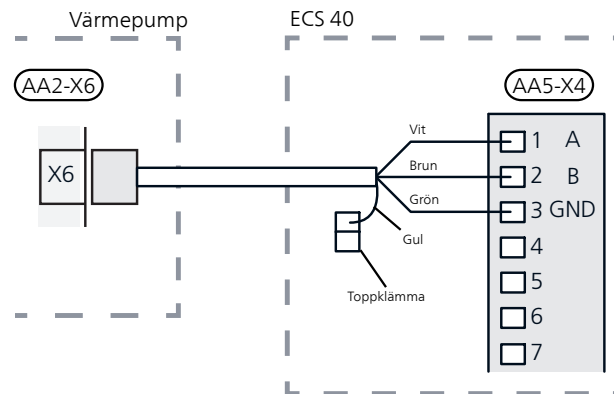 Värmepump
ECS 40
AA2-X6
AA5-X4
Vit
1 A
X6
Brun
2 B
Grön
3 GND
Gul
4
5
Toppklämma
6
7